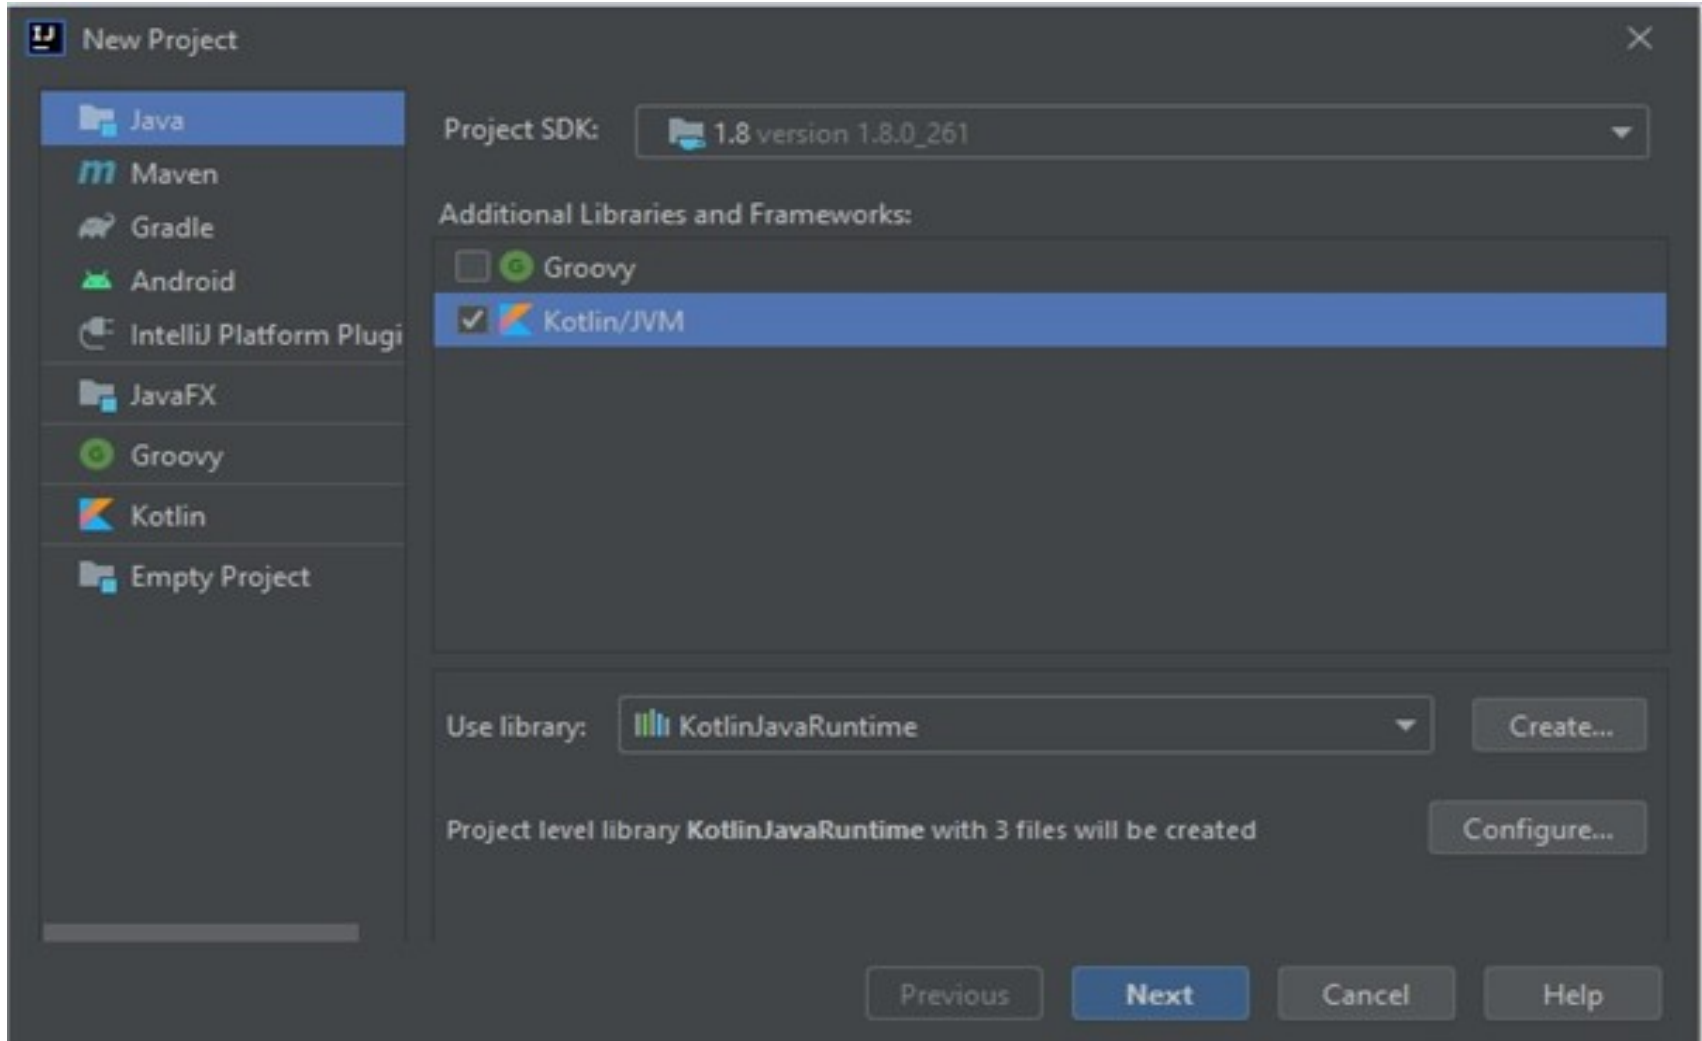 IJ New Project
Java
Maven
Gradle
Android
IntelliJ Platform Plugi
JavaFX
Groovy
Kotlin
Empty Project
Project SDK: 1.8 version 1.8.0_261
Additional Libraries and Frameworks:
Groovy
Kotlin/JVM
Use library: KotlinJavaRuntime Create...
Project level library KotlinJavaRuntime with 3 files will be created Configure...
Previous Next Cancel Help